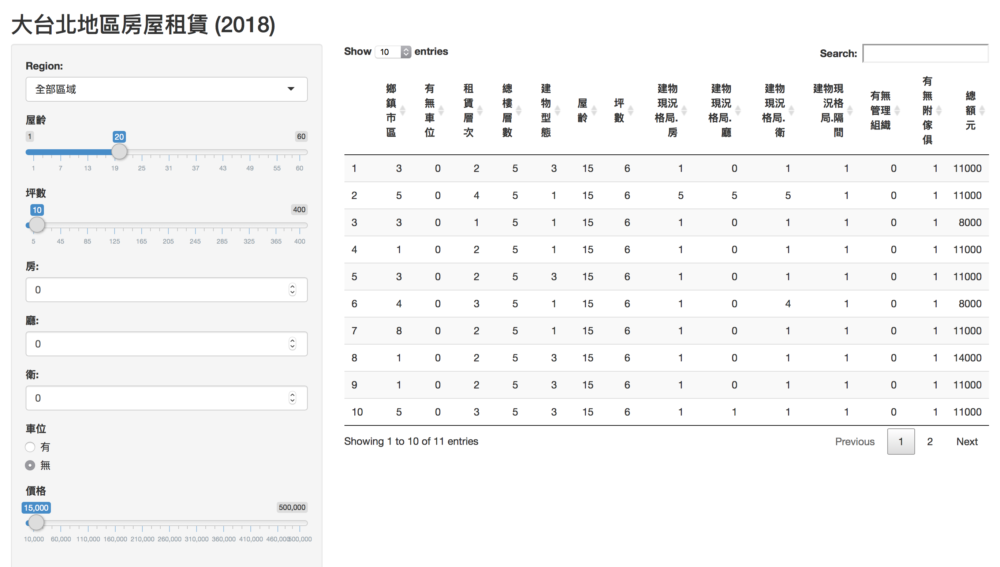 大台北地區房屋租賃 (2018)
Region:
全部區域
屋齡
1 20 60
1 7 13 19 25 31 37 43 49 55 60
坪數
10 400
5 45 85 125 165 205 245 285 325 365 400
房:
0
廳:
0
衛:
0
車位
有
無
價格
15,000 500,000
10,000 60,000 110,000 160,000 210,000 260,000 310,000 360,000 410,000 460,000 500,000
Show 10 entries
Search:
鄉鎮市區 有無車位 租賃層次 總樓層數 建物型態 屋齡 坪數 建物現況格局.房 建物現況格局.廳 建物現況格局.衛 建物現況格局.隔間 有無管理組織 有無附傢俱 總額元
1 3 0 2 5 3 15 6 1 0 1 1 0 1 11000
2 5 0 4 5 1 15 6 5 5 5 1 0 1 11000
3 3 0 1 5 1 15 6 1 0 1 1 0 1 8000
4 1 0 2 5 1 15 6 1 0 1 1 0 1 11000
5 3 0 2 5 3 15 6 1 0 1 1 0 1 11000
6 4 0 3 5 1 15 6 1 0 4 1 0 1 8000
7 8 0 2 5 1 15 6 1 0 1 1 0 1 11000
8 1 0 2 5 3 15 6 1 0 1 1 0 1 14000
9 1 0 2 5 3 15 6 1 0 1 1 0 1 11000
10 5 0 3 5 3 15 6 1 1 1 1 0 1 11000
Showing 1 to 10 of 11 entries
Previous 1 2 Next